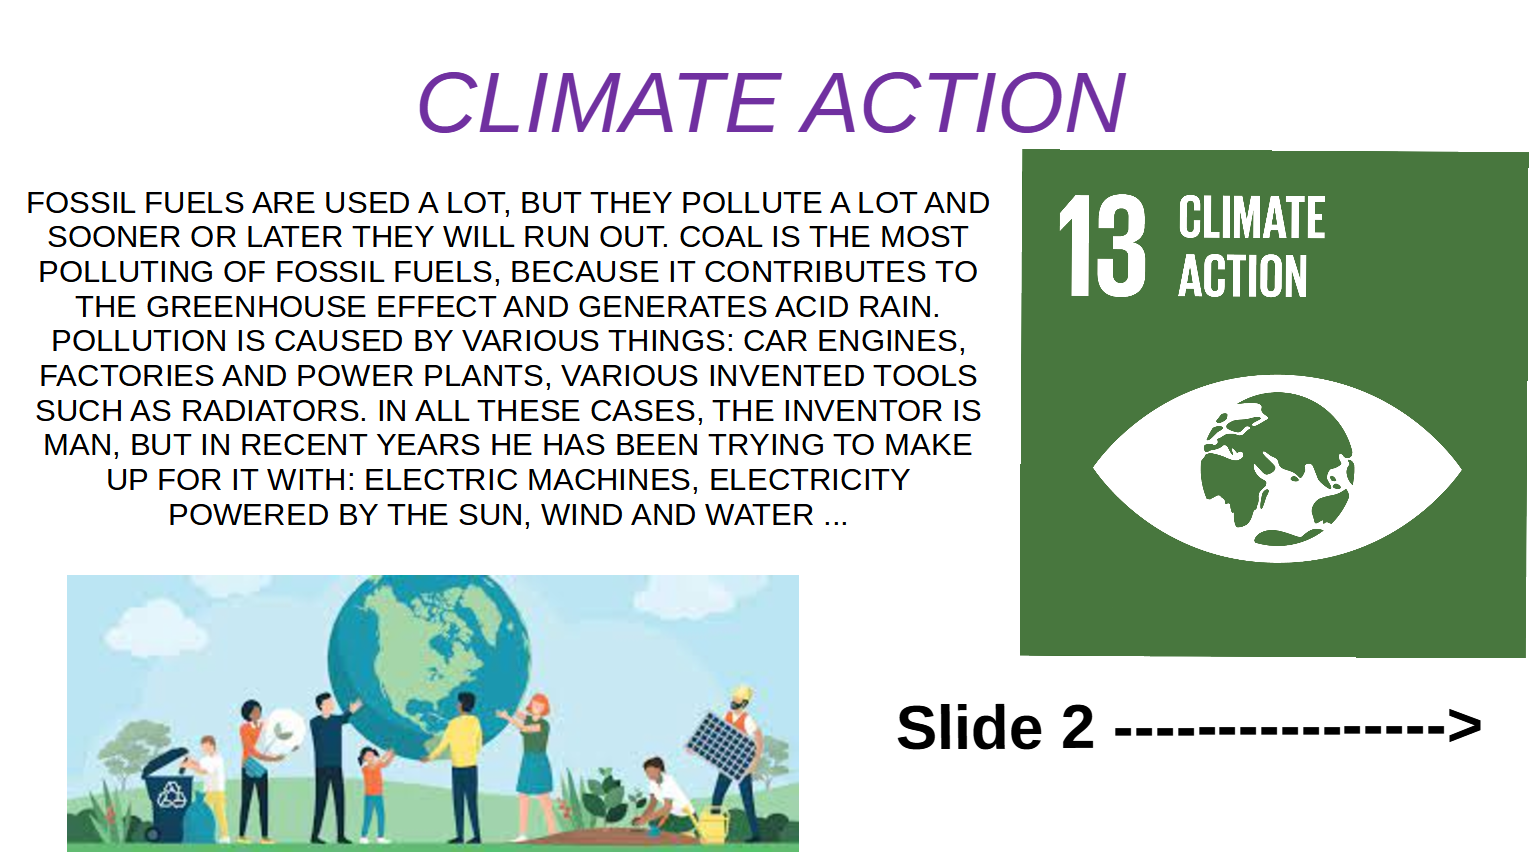 CLIMATE ACTION
FOSSIL FUELS ARE USED A LOT, BUT THEY POLLUTE A LOT AND
SOONER OR LATER THEY WILL RUN OUT. COAL IS THE MOST
POLLUTING OF FOSSIL FUELS, BECAUSE IT CONTRIBUTES TO
THE GREENHOUSE EFFECT AND GENERATES ACID RAIN.
POLLUTION IS CAUSED BY VARIOUS THINGS: CAR ENGINES,
FACTORIES AND POWER PLANTS, VARIOUS INVENTED TOOLS
SUCH AS RADIATORS. IN ALL THESE CASES, THE INVENTOR IS
MAN, BUT IN RECENT YEARS HE HAS BEEN TRYING TO MAKE
UP FOR IT WITH: ELECTRIC MACHINES, ELECTRICITY
POWERED BY THE SUN, WIND AND WATER ...
13 CLIMATE
ACTION
Slide 2 ---------------->